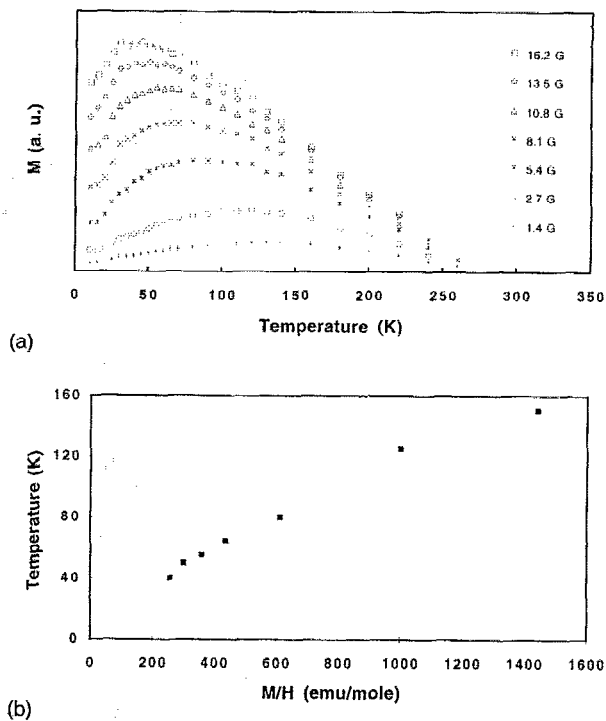 M (a. u.)
16.2 G
13.5 G
10.8 G
8.1 G
5.4 G
2.7 G
1.4 G
0 50 100 150 200 250 300 350
Temperature (K)
(a)
Temperature (K)
160
120
80
40
0
0 200 400 600 800 1000 1200 1400 1600
M/H (emu/mole)
(b)